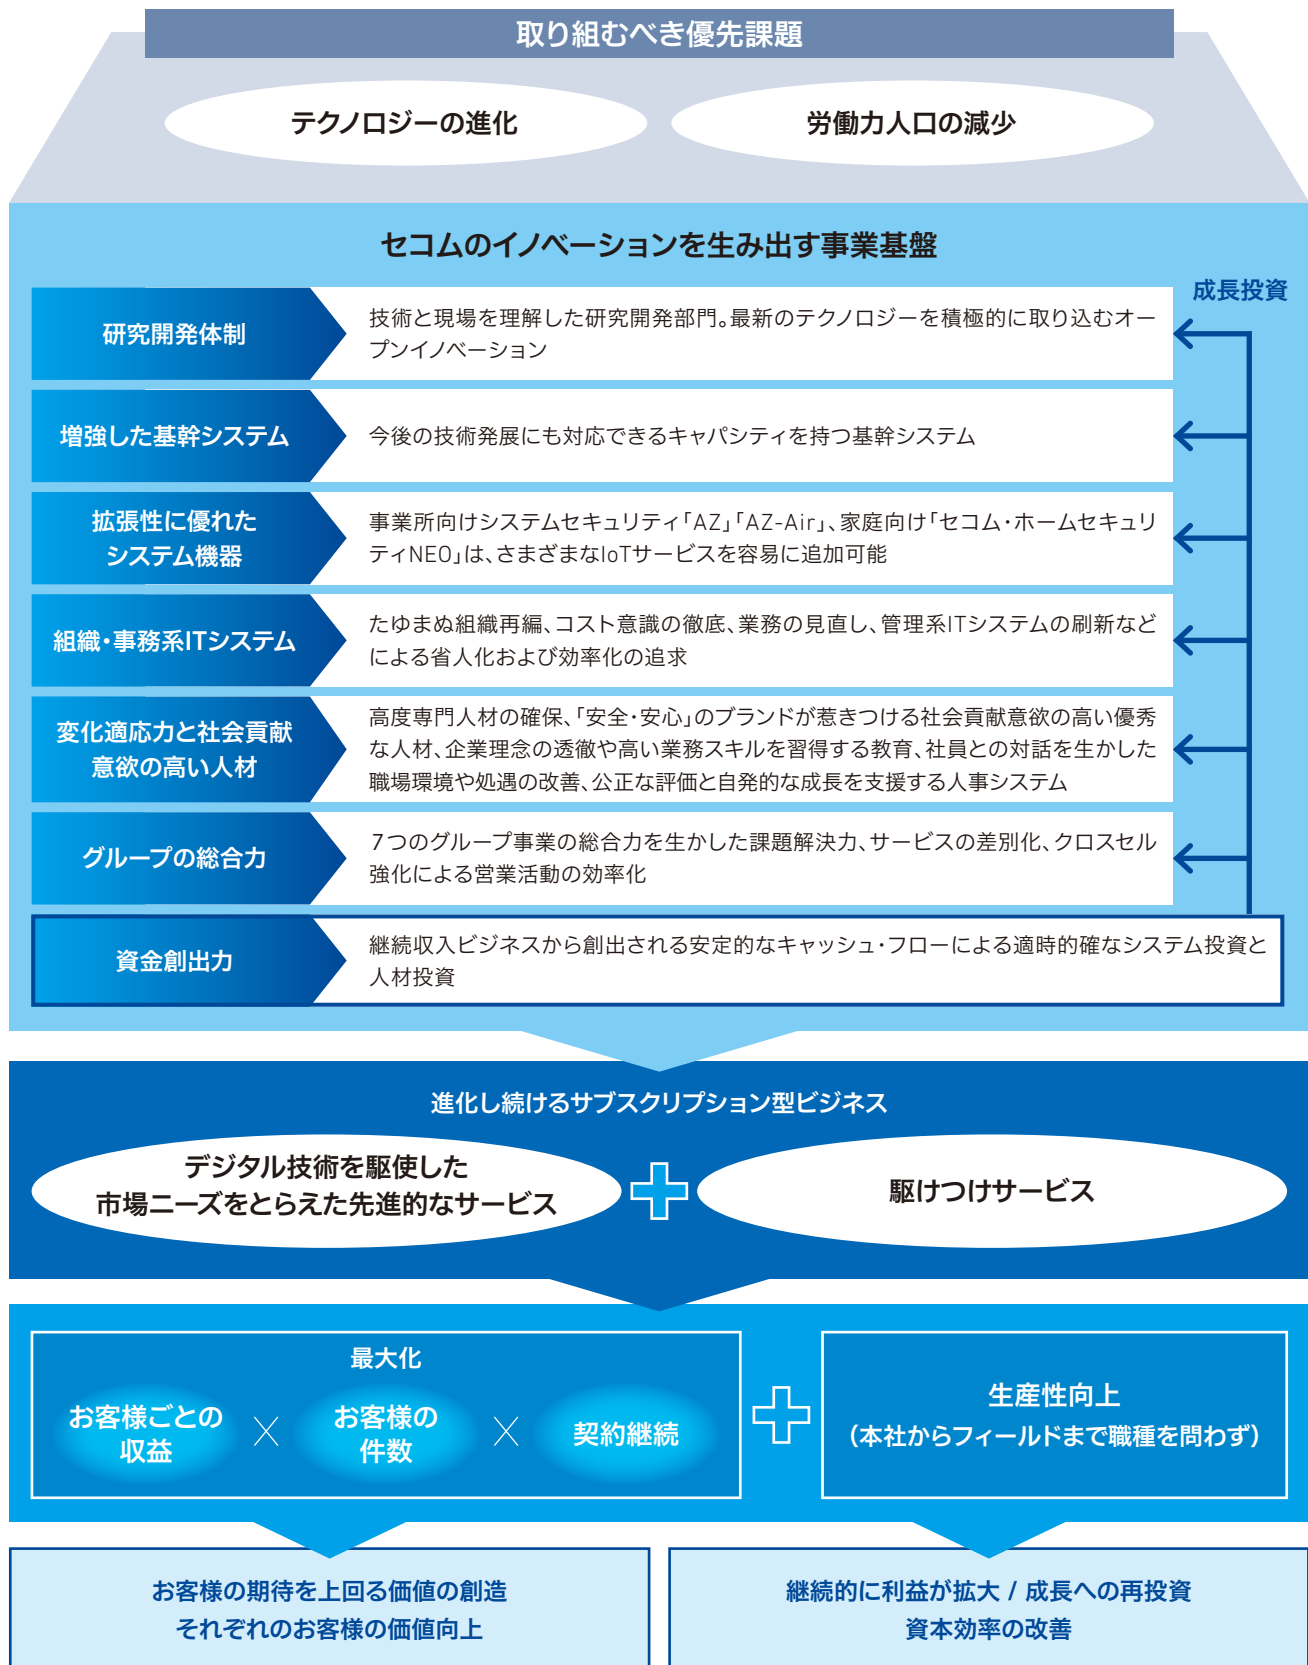 取り組むべき優先課題
テクノロジーの進化
労働力人口の減少
セコムのイノベーションを生み出す事業基盤
成長投資
研究開発体制
技術と現場を理解した研究開発部門。最新のテクノロジーを積極的に取り込むオー
プンイノベーション
増強した基幹システム
今後の技術発展にも対応できるキャパシティを持つ基幹システム
拡張性に優れた
システム機器
事業所向けシステムセキュリティ「AZ」「AZ-Air」、家庭向け「セコム・ホームセキュリ
ティNEO」は、さまざまなIoTサービスを容易に追加可能
組織・事務系ITシステム
たゆまぬ組織再編、コスト意識の徹底、業務の見直し、管理系ITシステムの刷新など
による省人化および効率化の追求
変化適応力と社会貢献
意欲の高い人材
高度専門人材の確保、「安全・安心」のブランドが惹きつける社会貢献意欲の高い優秀
な人材、企業理念の透徹や高い業務スキルを習得する教育、社員との対話を生かした
職場環境や処遇の改善、公正な評価と自発的な成長を支援する人事システム
グループの総合力
7つのグループ事業の総合力を生かした課題解決力、サービスの差別化、クロスセル
強化による営業活動の効率化
資金創出力
継続収入ビジネスから創出される安定的なキャッシュ・フローによる適時的確なシステム投資と
人材投資
進化し続けるサブスクリプション型ビジネス
デジタル技術を駆使した
市場ニーズをとらえた先進的なサービス
駆けつけサービス
最大化
お客様ごとの
収益
お客様の
件数
契約継続
生産性向上
（本社からフィールドまで職種を問わず）
お客様の期待を上回る価値の創造
それぞれのお客様の価値向上
継続的に利益が拡大 / 成長への再投資
資本効率の改善